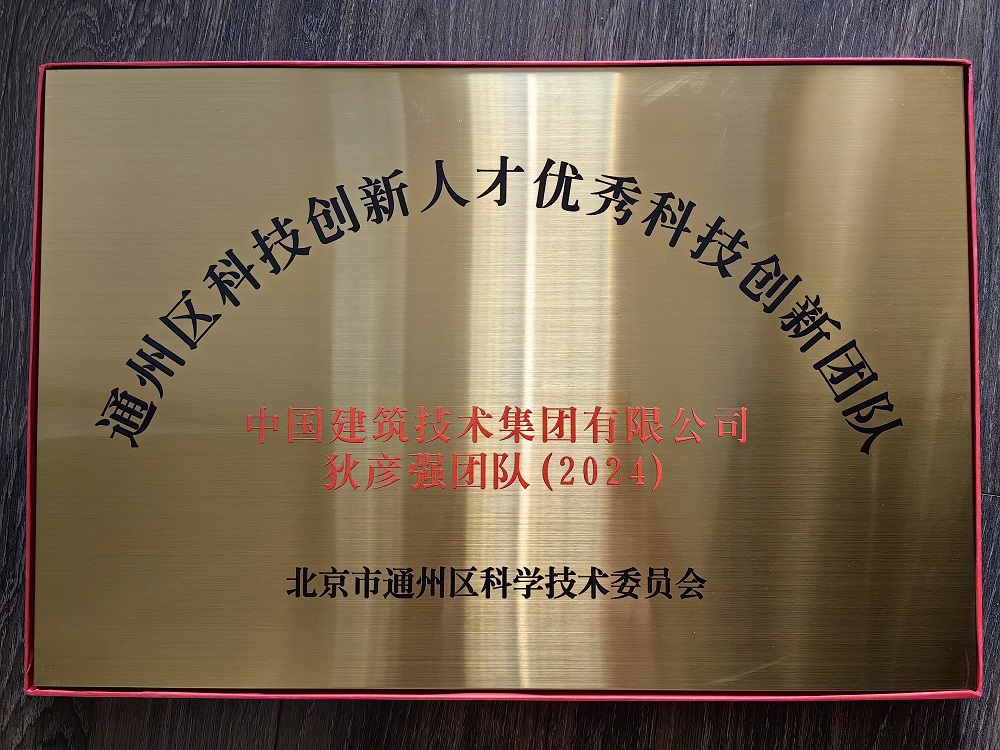 通州区科技创新人才优秀科技创新团队
中国建筑技术集团有限公司
狄彦强团队(2024)
北京市通州区科学技术委员会